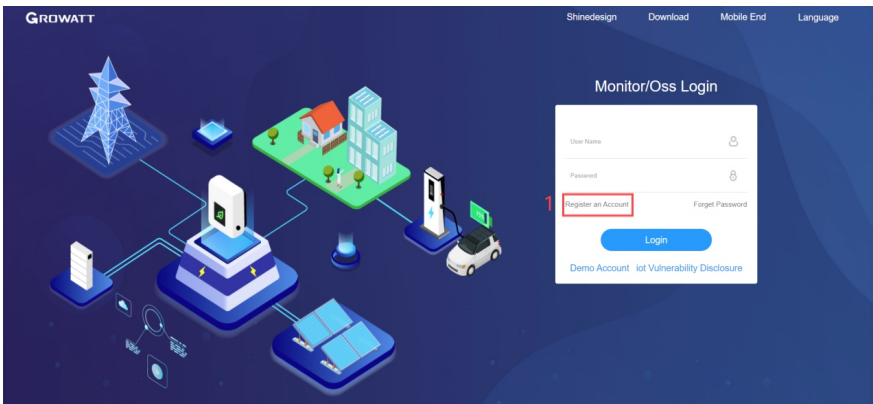 GROWATT
Shinedesign Download Mobile End Language
Monitor/Oss Login
User Name
Password
1 Register an Account Forget Password
Login
Demo Account iot Vulnerability Disclosure